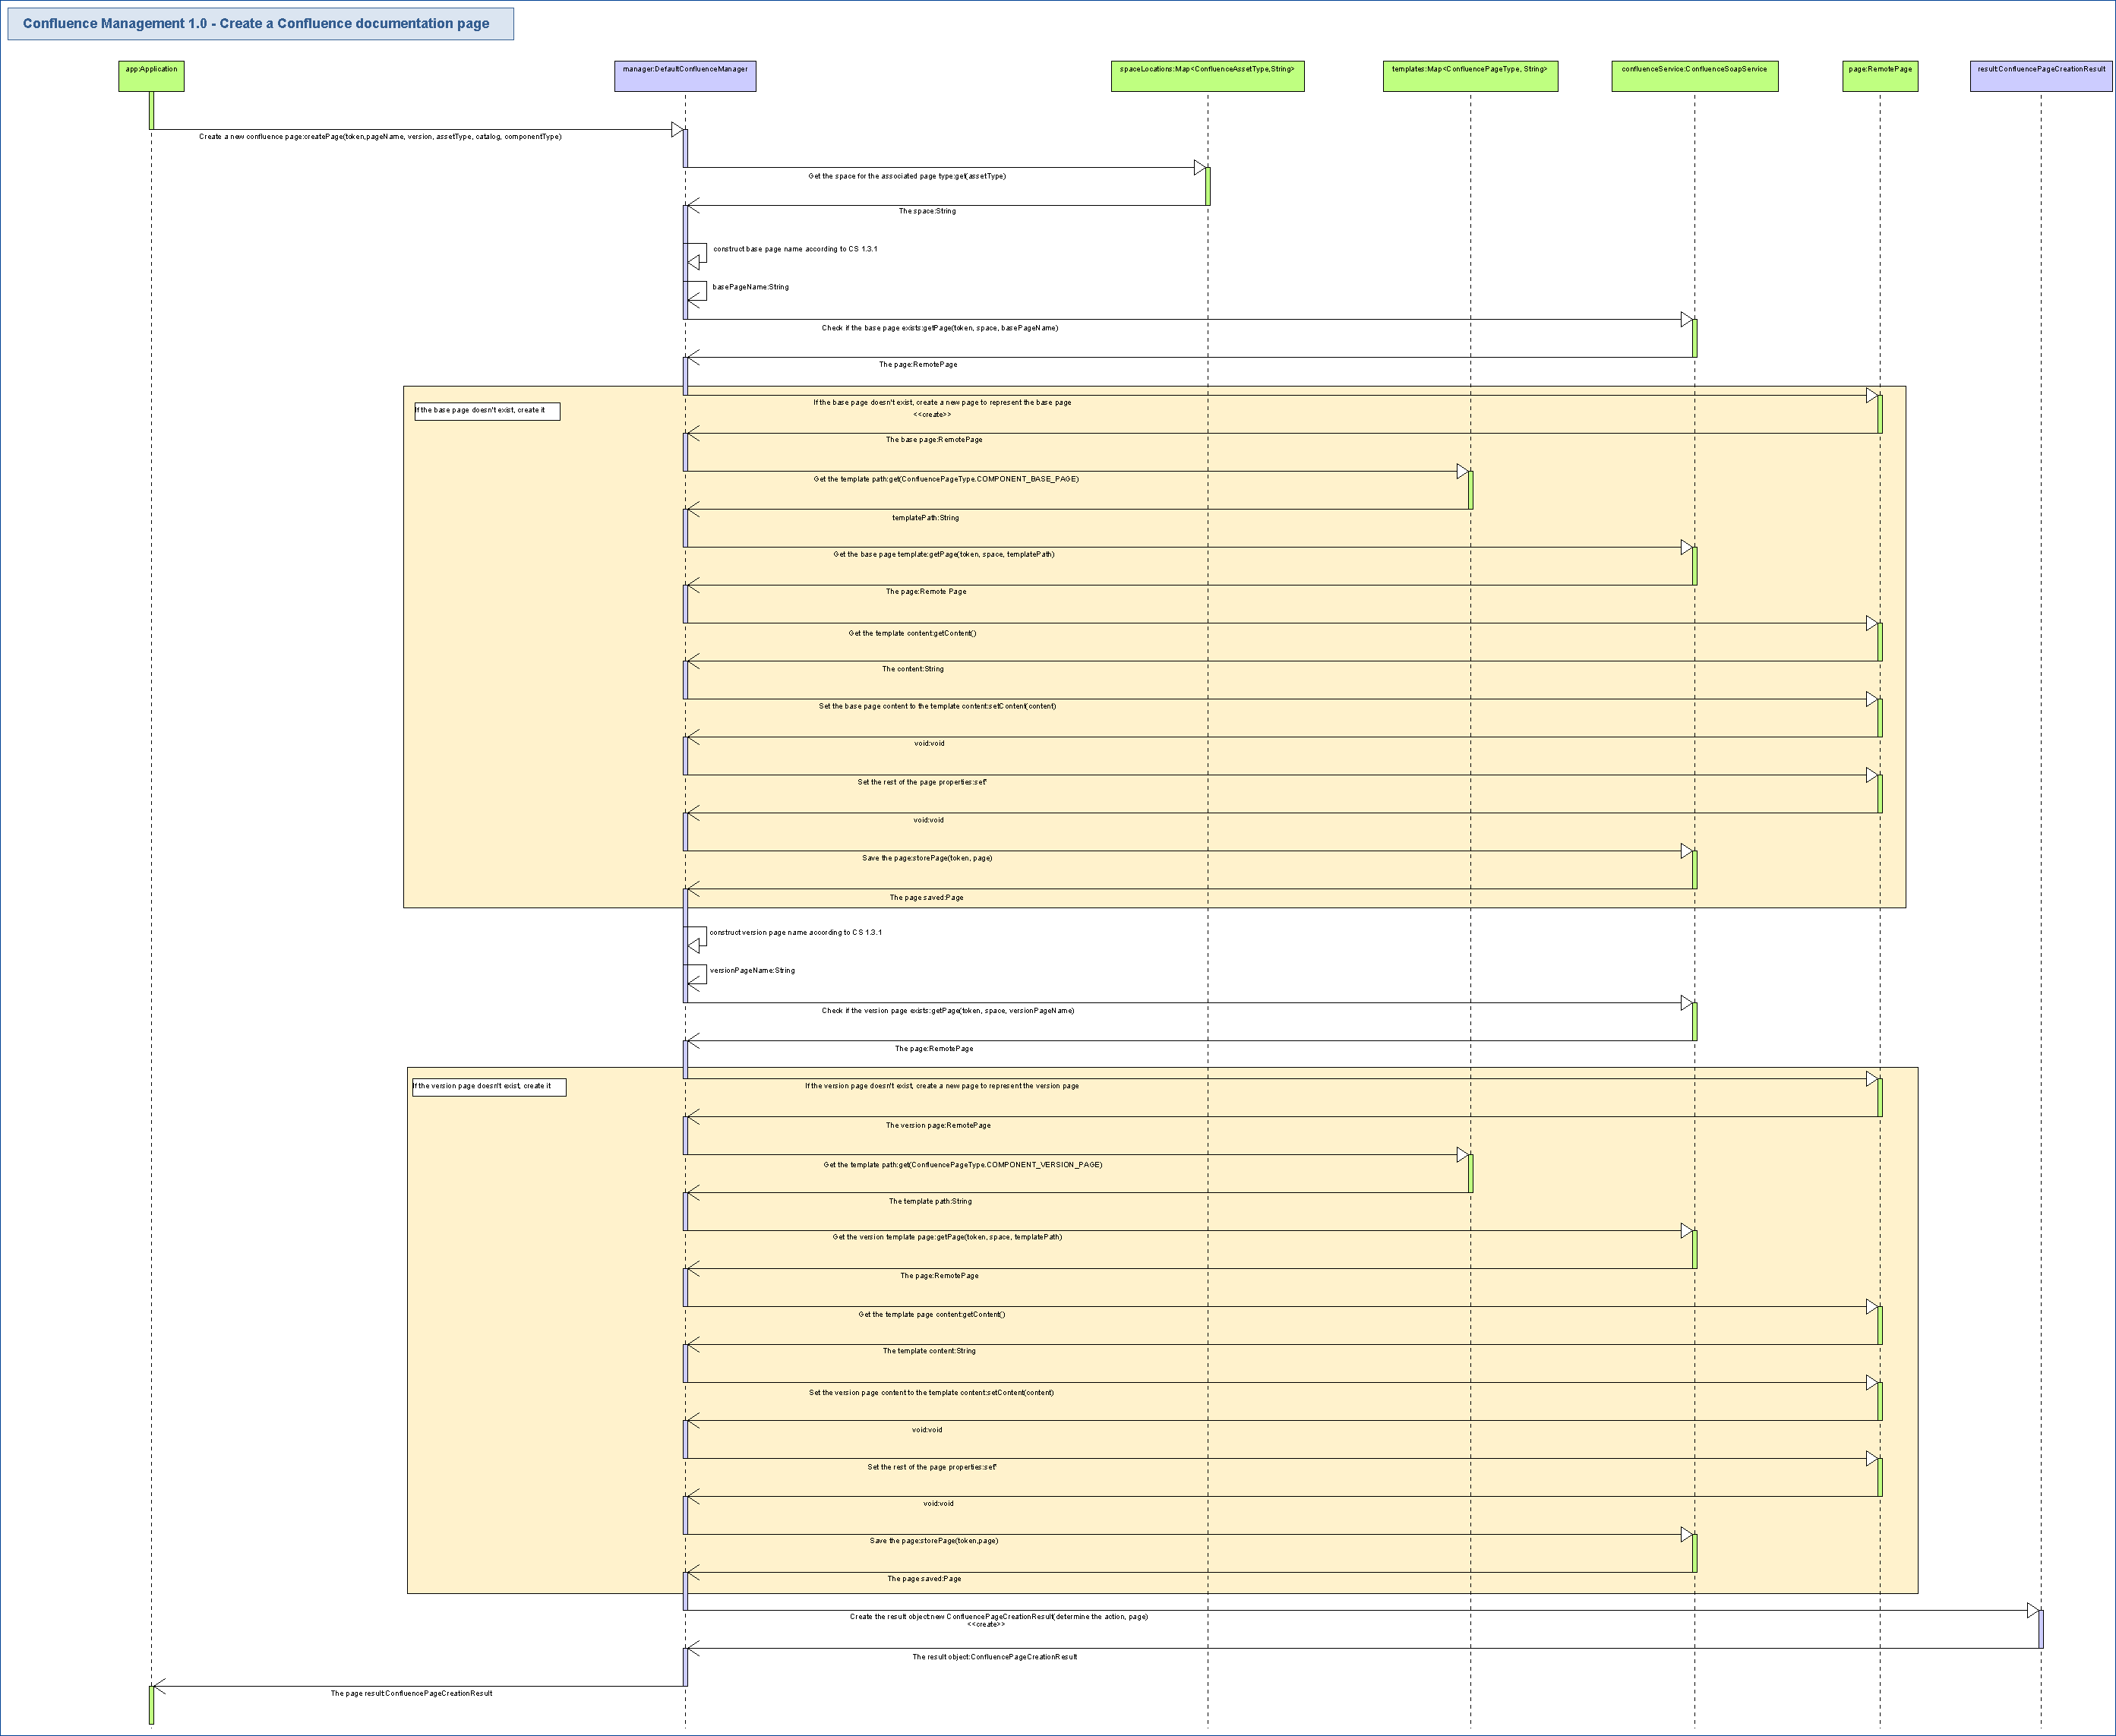 Confluence Management 1.0 - Create a Confluence documentation page
app:Application
manager:DefaultConfluenceManager
spaceLocations:Map<ConfluenceAssetType,String>
templates:Map<ConfluencePageType, String>
confluenceService:ConfluenceSoapService
page:RemotePage
result:ConfluencePageCreationResult
Create a new confluence page:createPage(token,pageName, version, assetType, catalog, componentType)
Get the space for the associated page type:get(assetType)
The space:String
construct base page name according to CS 1.3.1
basePageName:String
Check if the base page exists:getPage(token, space, basePageName)
The page:RemotePage
If the base page doesn't exist, create it
If the base page doesn't exist, create a new page to represent the base page
<<create>>
The base page:RemotePage
Get the template path:get(ConfluencePageType.COMPONENT_BASE_PAGE)
templatePath:String
Get the base page template:getPage(token, space, templatePath)
The page:Remote Page
Get the template content:getContent()
The content:String
Set the base page content to the template content:setContent(content)
void:void
Set the rest of the page properties:set*
void:void
Save the page:storePage(token, page)
The page saved:Page
construct version page name according to CS 1.3.1
versionPageName:String
Check if the version page exists:getPage(token, space, versionPageName)
The page:RemotePage
If the version page doesn't exist, create it
If the version page doesn't exist, create a new page to represent the version page
The version page:RemotePage
Get the template path:get(ConfluencePageType.COMPONENT_VERSION_PAGE)
The template path:String
Get the version template page:getPage(token, space, templatePath)
The page:RemotePage
Get the template page content:getContent()
The template content:String
Set the version page content to the template content:setContent(content)
void:void
Set the rest of the page properties:set*
void:void
Save the page:storePage(token,page)
The page saved:Page
Create the result object:new ConfluencePageCreationResult(determine the action, page)
<<create>>
The result object:ConfluencePageCreationResult
The page result:ConfluencePageCreationResult